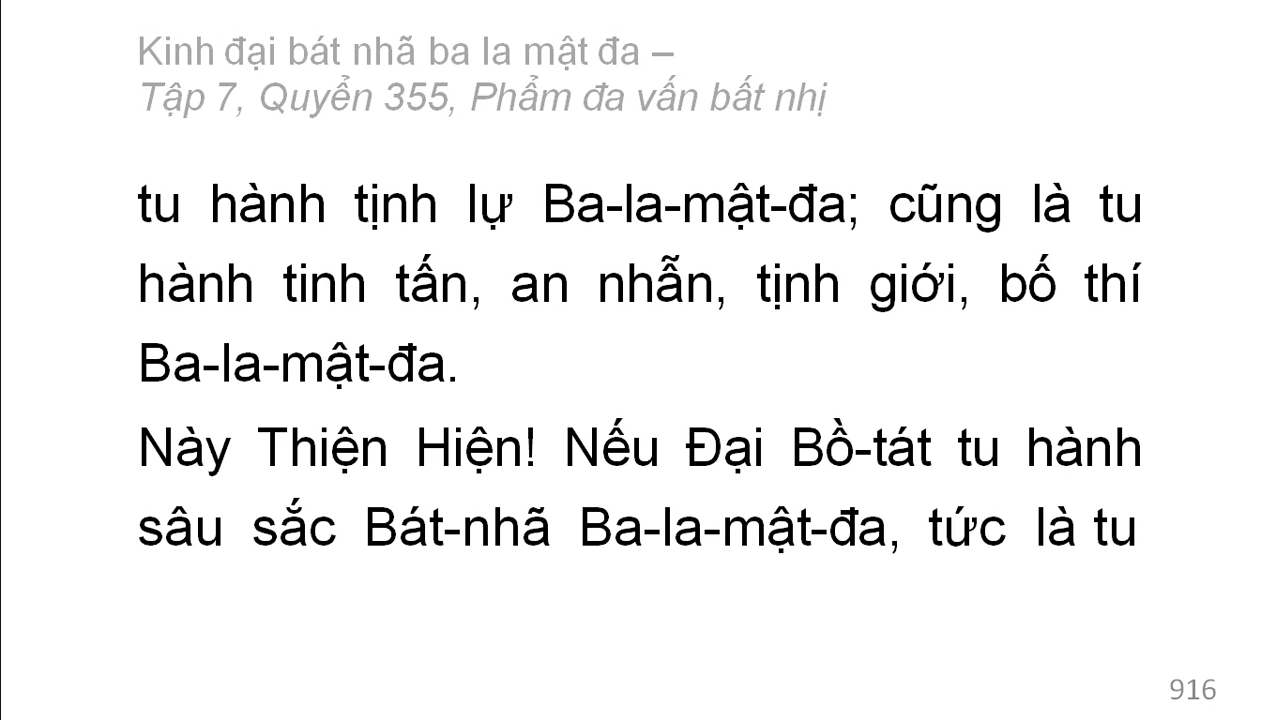 Kinh đại bát nhã ba la mật đa –
Tập 7, Quyển 355, Phẩm đa vấn bất nhị
tu hành tịnh lự Ba-la-mật-đa; cũng là tu
hành tinh tấn, an nhẫn, tịnh giới, bố thí
Ba-la-mật-đa.
Này Thiện Hiện! Nếu Đại Bồ-tát tu hành
sâu sắc Bát-nhã Ba-la-mật-đa, tức là tu
916